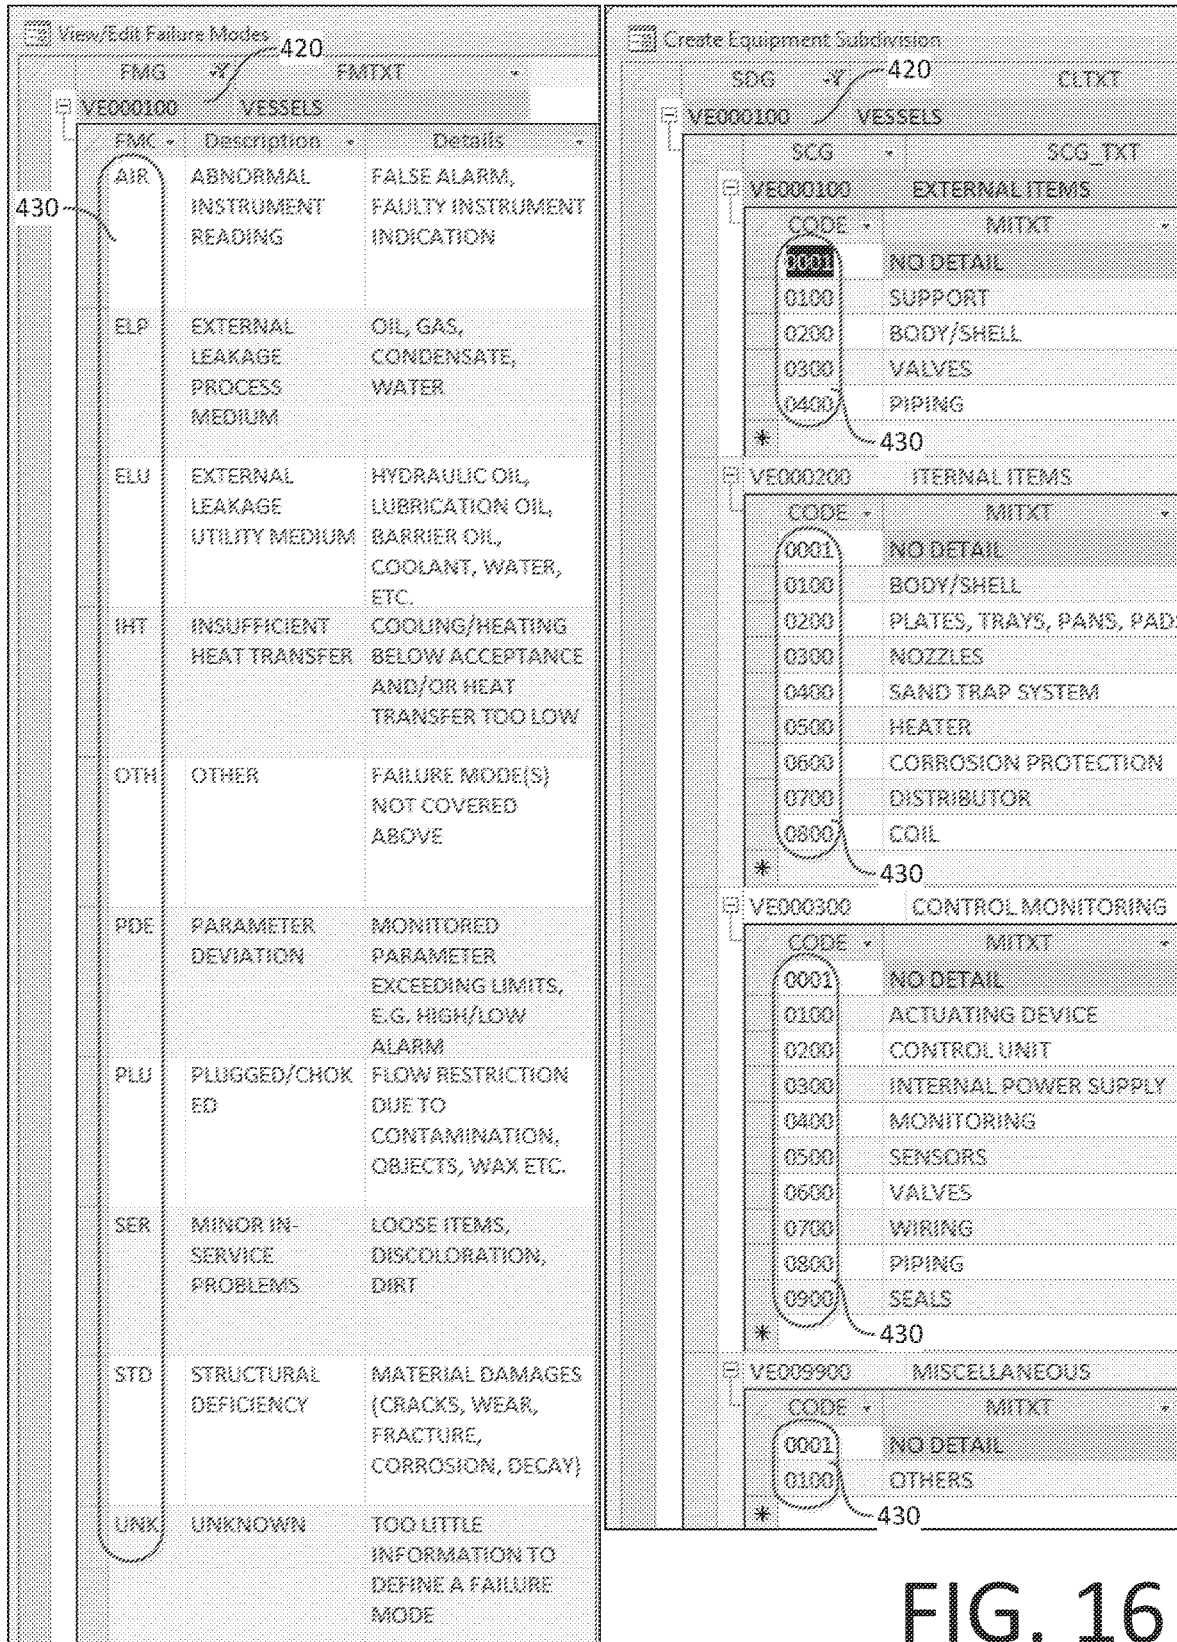 View/Edit Failure Modes
420
FMG FMTXT
VE000100 VESSELS
FMC Description Details
430
AIR ABNORMAL FALSE ALARM,
INSTRUMENT FAULTY INSTRUMENT
READING INDICATION
ELP EXTERNAL OIL, GAS,
LEAKAGE CONDENSATE,
PROCESS WATER
MEDIUM
ELU EXTERNAL HYDRAULIC OIL,
LEAKAGE LUBRICATION OIL,
UTILITY MEDIUM BARRIER OIL,
COOLANT, WATER,
ETC.
IHT INSUFFICIENT COOLING/HEATING
HEAT TRANSFER BELOW ACCEPTANCE
AND/OR HEAT
TRANSFER TOO LOW
OTH OTHER FAILURE MODE(S)
NOT COVERED
ABOVE
PDE PARAMETER MONITORED
DEVIATION PARAMETER
EXCEEDING LIMITS,
E.G. HIGH/LOW
ALARM
PLU PLUGGED/CHOK FLOW RESTRICTION
ED DUE TO
CONTAMINATION,
OBJECTS, WAX ETC.
SER MINOR IN- LOOSE ITEMS,
SERVICE DISCOLORATION,
PROBLEMS DIRT
STD STRUCTURAL MATERIAL DAMAGES
DEFICIENCY (CRACKS, WEAR,
FRACTURE,
CORROSION, DECAY)
UNK UNKNOWN TOO LITTLE
INFORMATION TO
DEFINE A FAILURE
MODE
Create Equipment Subdivision
SDG 420 CLTXT
VE000100 VESSELS
SCG SCG_TXT
VE000100 EXTERNAL ITEMS
CODE MITXT
0001 NO DETAIL
0100 SUPPORT
0200 BODY/SHELL
0300 VALVES
0400 PIPING
* 430
VE000200 ITERNAL ITEMS
CODE MITXT
0001 NO DETAIL
0100 BODY/SHELL
0200 PLATES, TRAYS, PANS, PADS
0300 NOZZLES
0400 SAND TRAP SYSTEM
0500 HEATER
0600 CORROSION PROTECTION
0700 DISTRIBUTOR
0800 COIL
* 430
VE000300 CONTROL MONITORING
CODE MITXT
0001 NO DETAIL
0100 ACTUATING DEVICE
0200 CONTROL UNIT
0300 INTERNAL POWER SUPPLY
0400 MONITORING
0500 SENSORS
0600 VALVES
0700 WIRING
0800 PIPING
0900 SEALS
* 430
VE009900 MISCELLANEOUS
CODE MITXT
0001 NO DETAIL
0100 OTHERS
* 430
FIG. 16